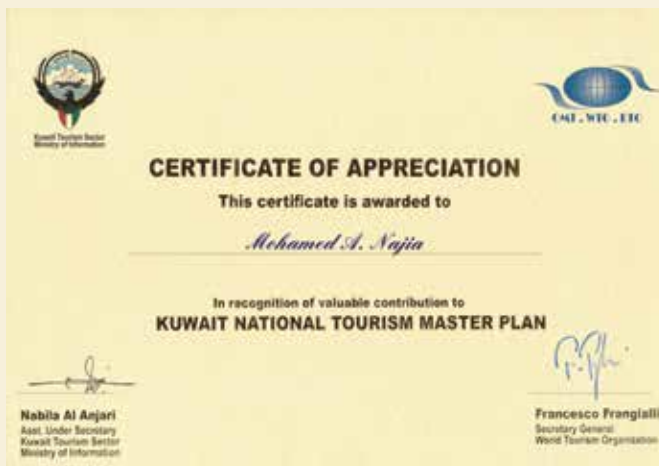 Kuwait Tourism Sector
Ministry of Information
OMT . WTO . BTO
CERTIFICATE OF APPRECIATION
This certificate is awarded to
Mohamed A. Najia
In recognition of valuable contribution to
KUWAIT NATIONAL TOURISM MASTER PLAN
Nabila Al Anjari
Asst. Under Secretary
Kuwait Tourism Sector
Ministry of Information
Francesco Frangialli
Secretary General
World Tourism Organization